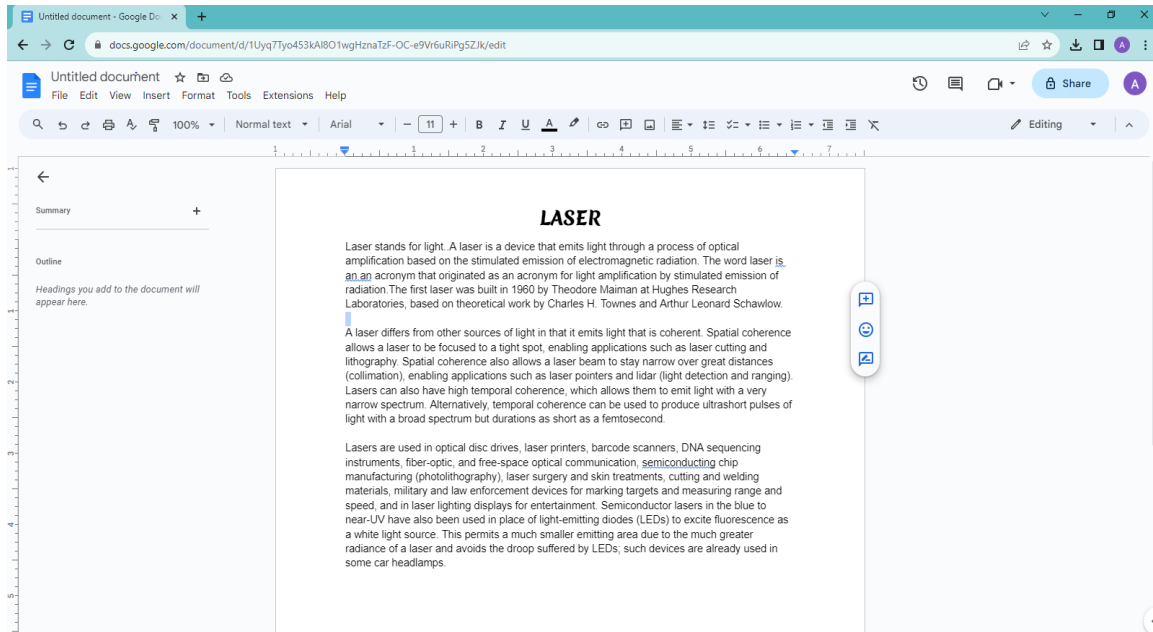 Untitled document - Google Do
docs.google.com/document/d/1Uyq7Tyo453kAI8O1wgHznaTzF-OC-e9Vr6uRiPg5ZJk/edit
A
Untitled document
File Edit View Insert Format Tools Extensions Help
Share
A
100% Normal text Arial 11 B I U A Editing
1 1 2 3 4 5 6 7
Summary
Outline
Headings you add to the document will
appear here.
LASER
Laser stands for light..A laser is a device that emits light through a process of optical
amplification based on the stimulated emission of electromagnetic radiation. The word laser is
an an acronym that originated as an acronym for light amplification by stimulated emission of
radiation.The first laser was built in 1960 by Theodore Maiman at Hughes Research
Laboratories, based on theoretical work by Charles H. Townes and Arthur Leonard Schawlow.
A laser differs from other sources of light in that it emits light that is coherent. Spatial coherence
allows a laser to be focused to a tight spot, enabling applications such as laser cutting and
lithography. Spatial coherence also allows a laser beam to stay narrow over great distances
(collimation), enabling applications such as laser pointers and lidar (light detection and ranging).
Lasers can also have high temporal coherence, which allows them to emit light with a very
narrow spectrum. Alternatively, temporal coherence can be used to produce ultrashort pulses of
light with a broad spectrum but durations as short as a femtosecond.
Lasers are used in optical disc drives, laser printers, barcode scanners, DNA sequencing
instruments, fiber-optic, and free-space optical communication, semiconducting chip
manufacturing (photolithography), laser surgery and skin treatments, cutting and welding
materials, military and law enforcement devices for marking targets and measuring range and
speed, and in laser lighting displays for entertainment. Semiconductor lasers in the blue to
near-UV have also been used in place of light-emitting diodes (LEDs) to excite fluorescence as
a white light source. This permits a much smaller emitting area due to the much greater
radiance of a laser and avoids the droop suffered by LEDs; such devices are already used in
some car headlamps.
1
1
2
3
4
5